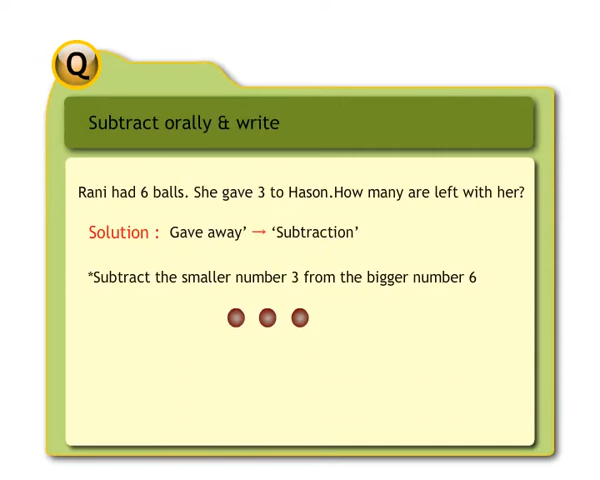 Q
Subtract orally & write
Rani had 6 balls. She gave 3 to Hason.How many are left with her?
Solution : Gave away’ → ‘Subtraction’
*Subtract the smaller number 3 from the bigger number 6